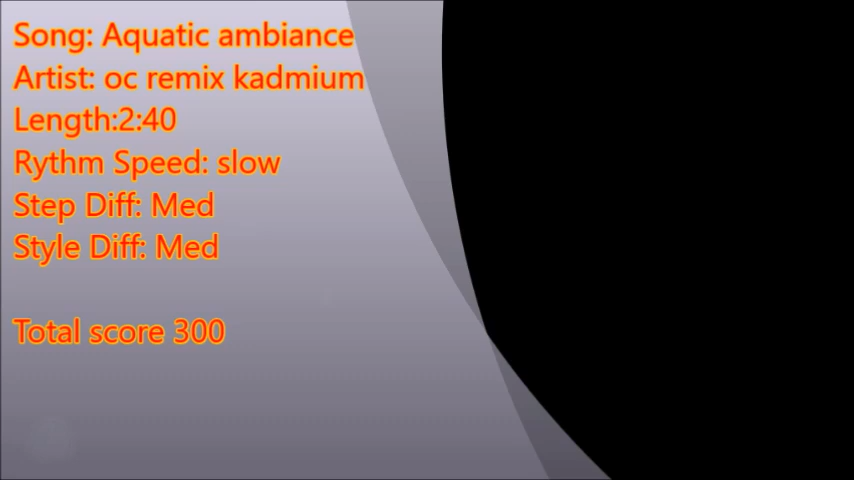 Song: Aquatic ambiance
Artist: oc remix kadmium
Length:2:40
Rythm Speed: slow
Step Diff: Med
Style Diff: Med
Total score 300